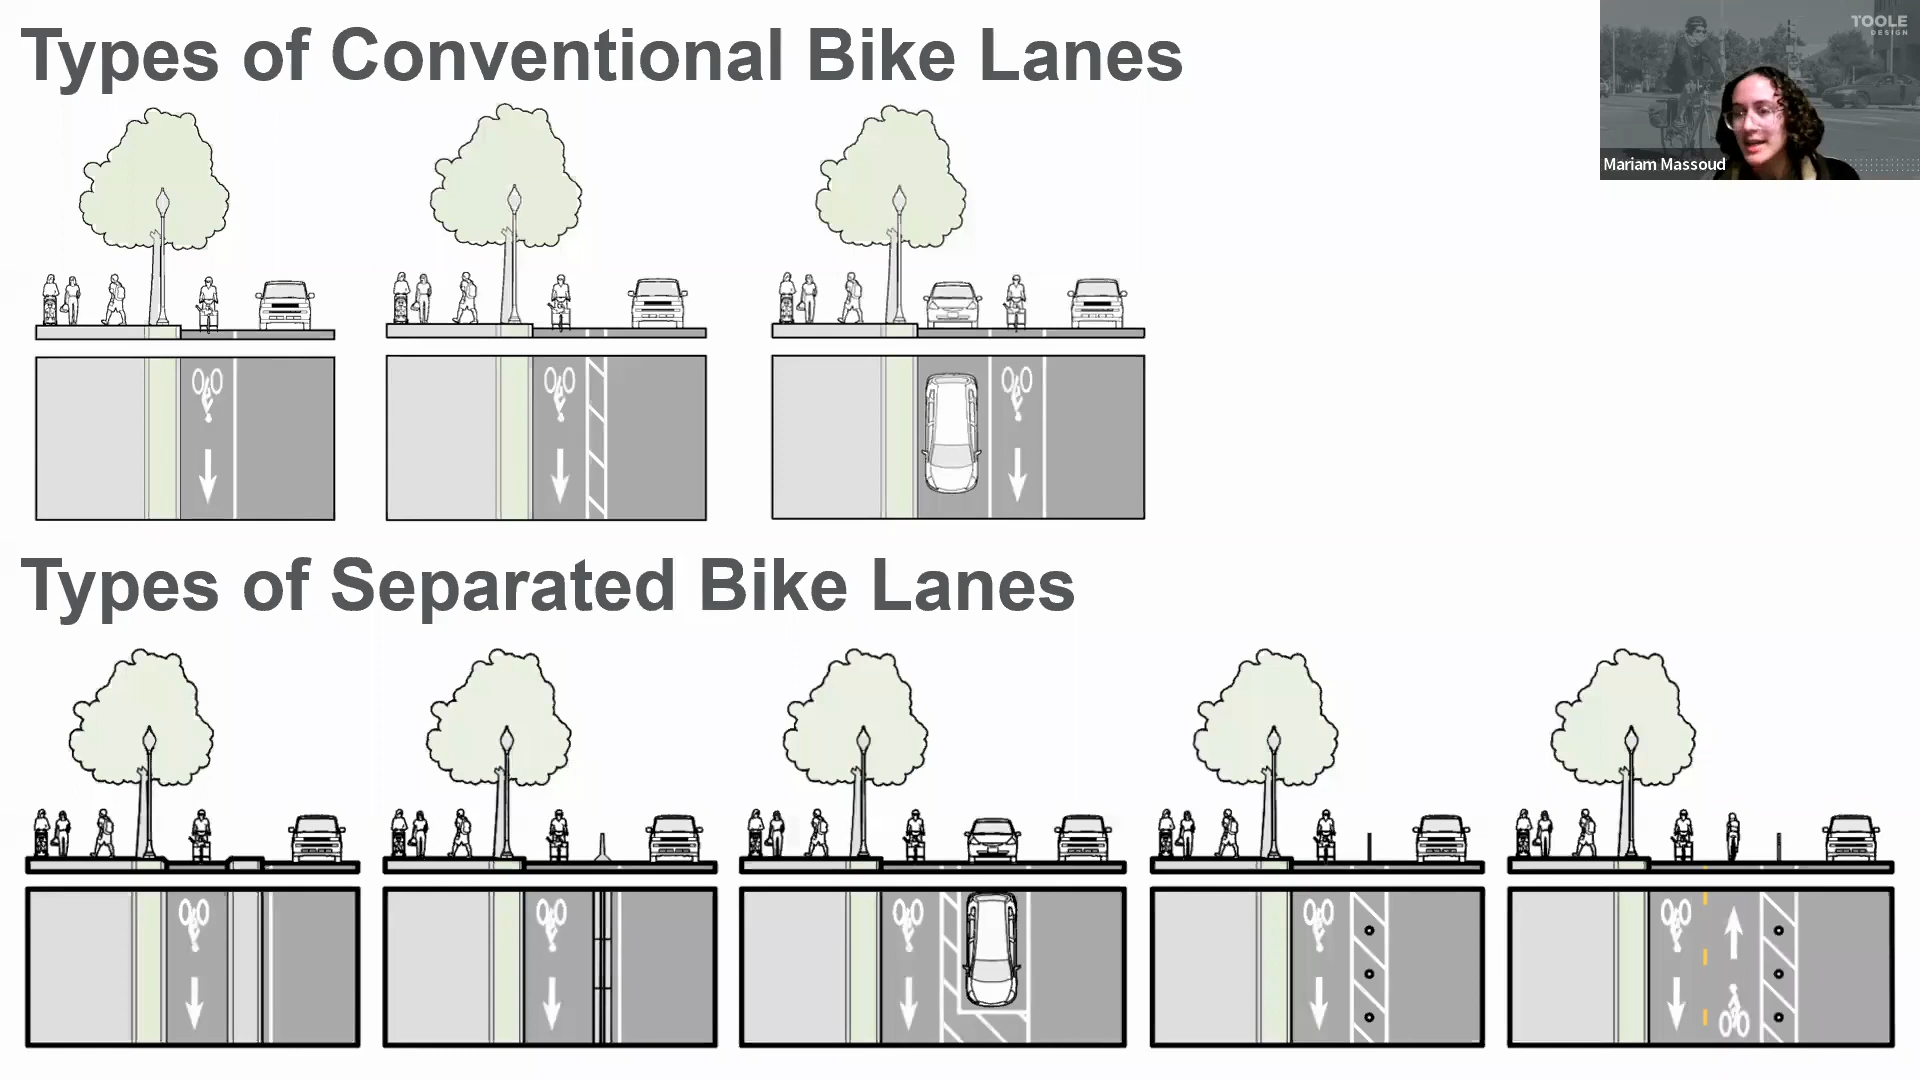 Types of Conventional Bike Lanes
TOOLE
DESIGN
Mariam Massoud
Types of Separated Bike Lanes